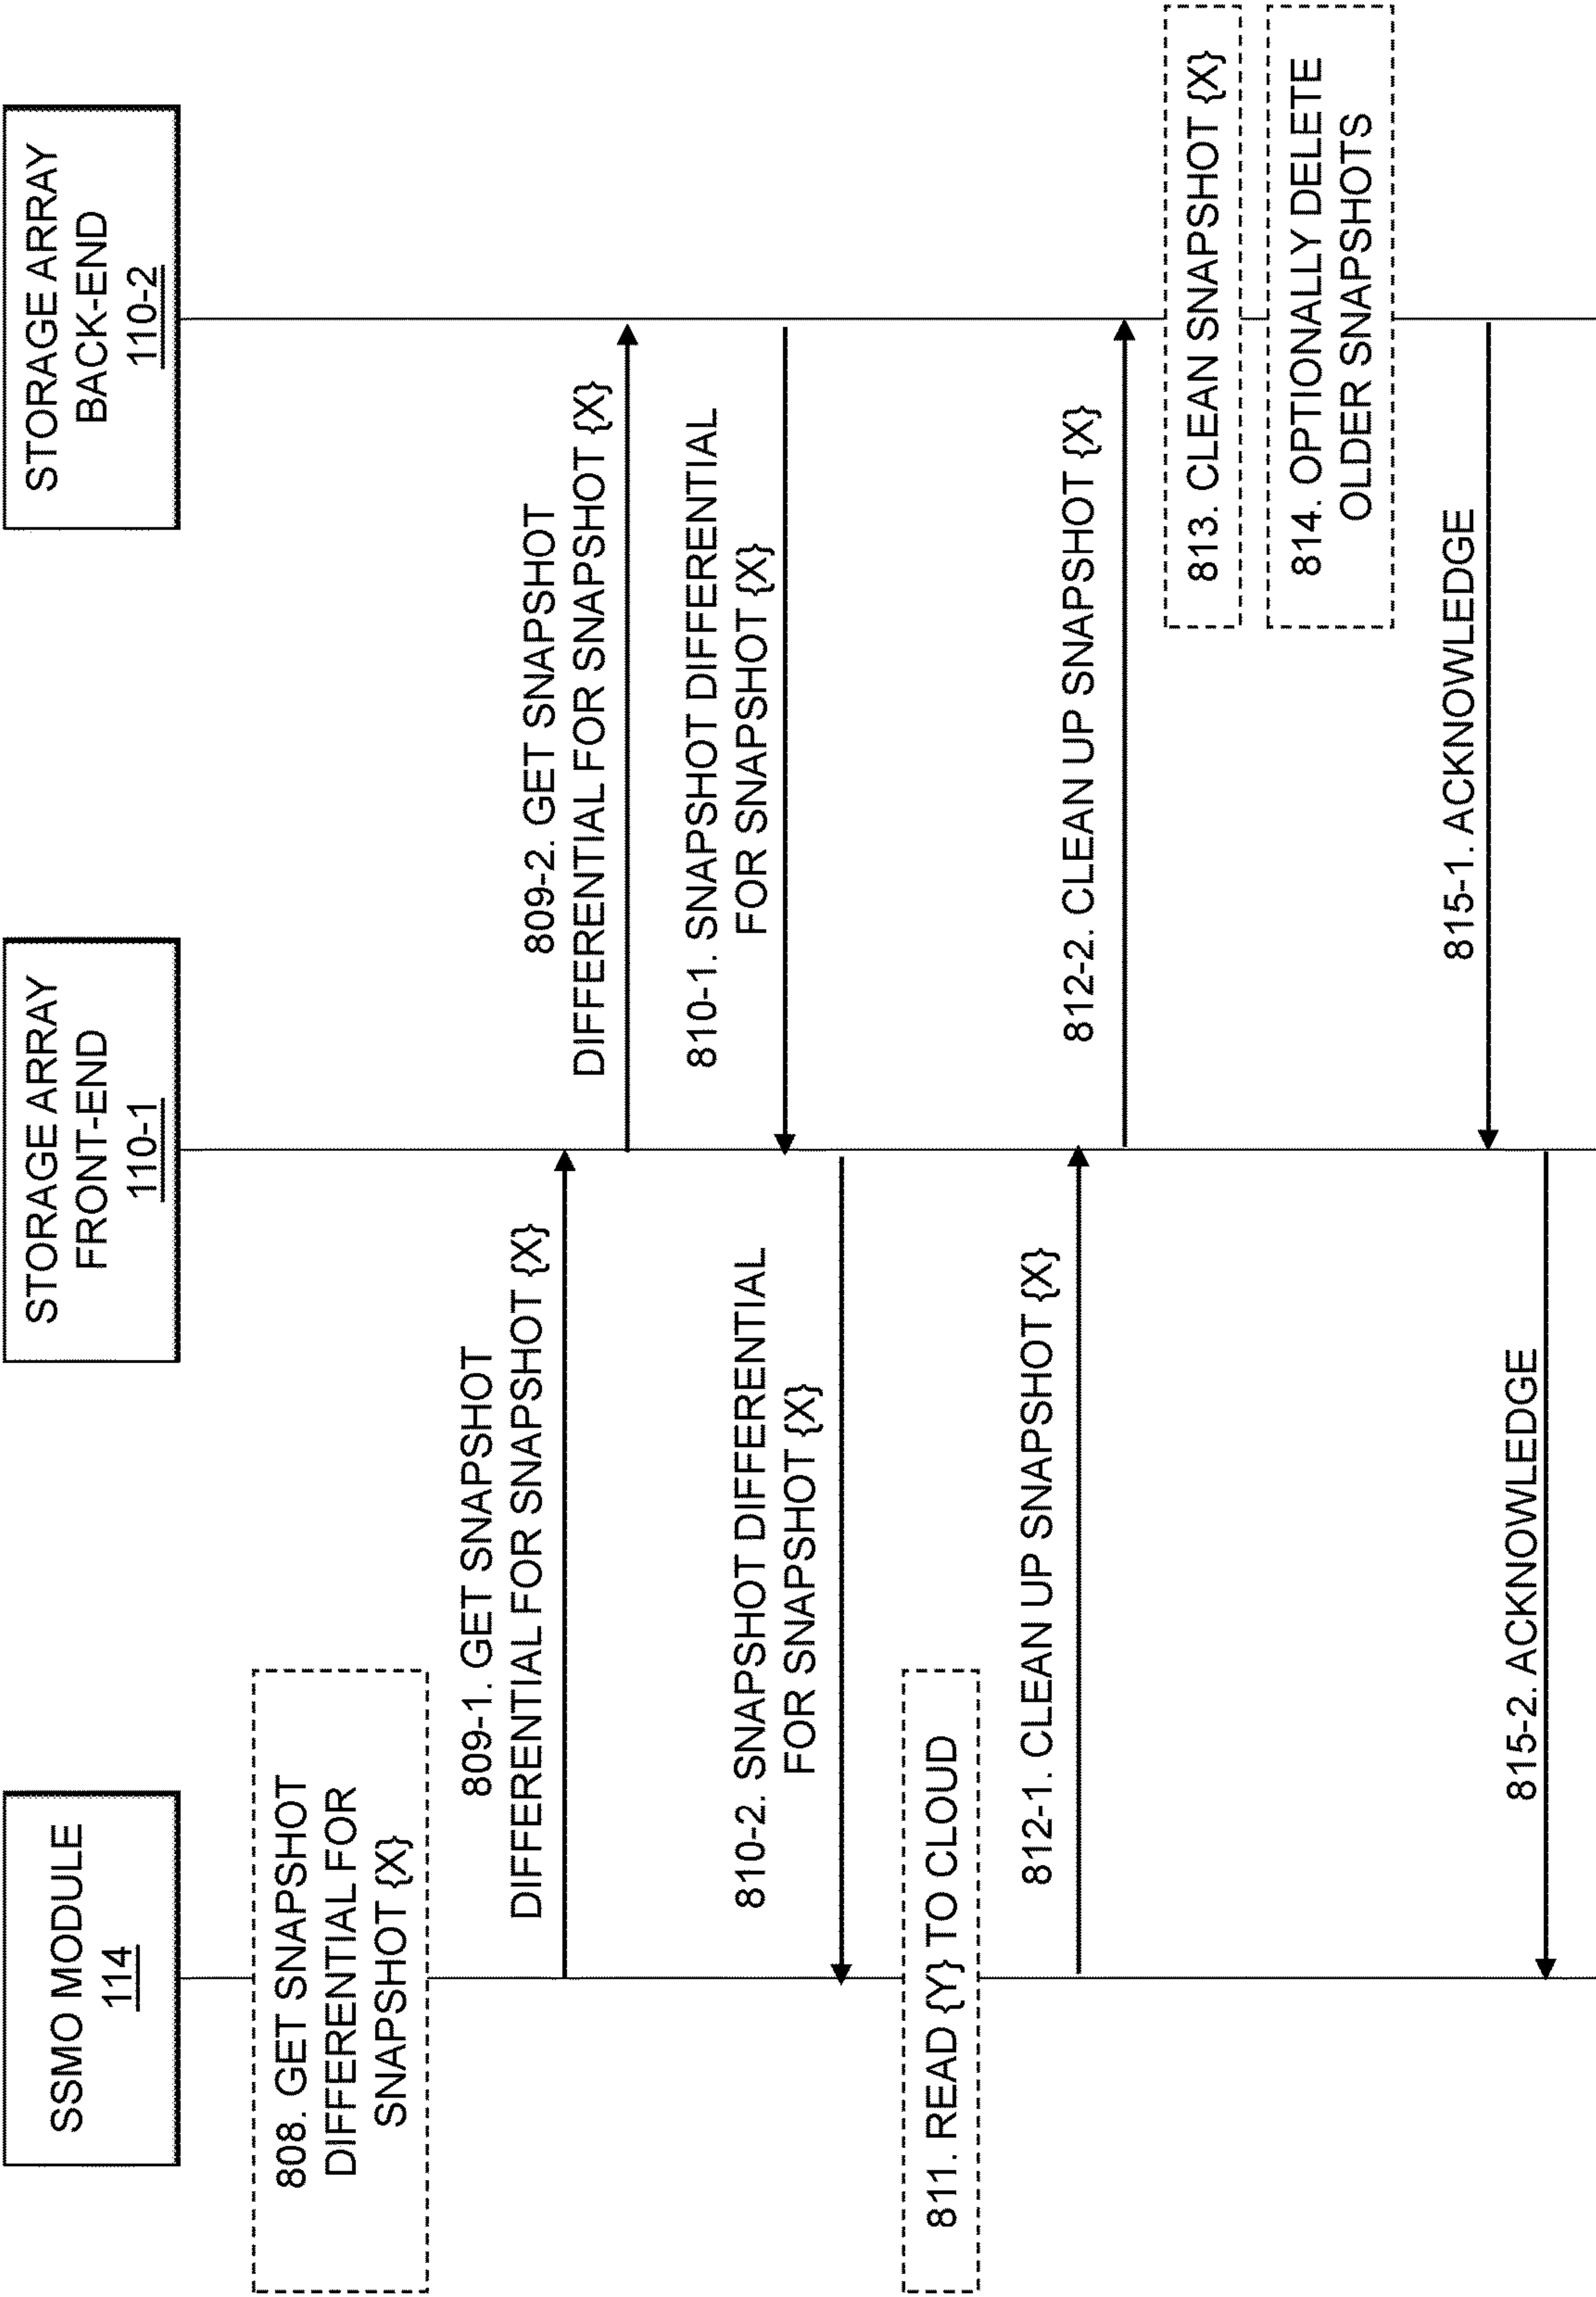 SSMO MODULE
114
STORAGE ARRAY
FRONT-END
110-1
STORAGE ARRAY
BACK-END
110-2
808. GET SNAPSHOT
DIFFERENTIAL FOR
SNAPSHOT {X}
809-1. GET SNAPSHOT
DIFFERENTIAL FOR SNAPSHOT {X}
809-2. GET SNAPSHOT
DIFFERENTIAL FOR SNAPSHOT {X}
810-1. SNAPSHOT DIFFERENTIAL
FOR SNAPSHOT {X}
810-2. SNAPSHOT DIFFERENTIAL
FOR SNAPSHOT {X}
811. READ {Y} TO CLOUD
812-1. CLEAN UP SNAPSHOT {X}
812-2. CLEAN UP SNAPSHOT {X}
813. CLEAN SNAPSHOT {X}
814. OPTIONALLY DELETE
OLDER SNAPSHOTS
815-1. ACKNOWLEDGE
815-2. ACKNOWLEDGE